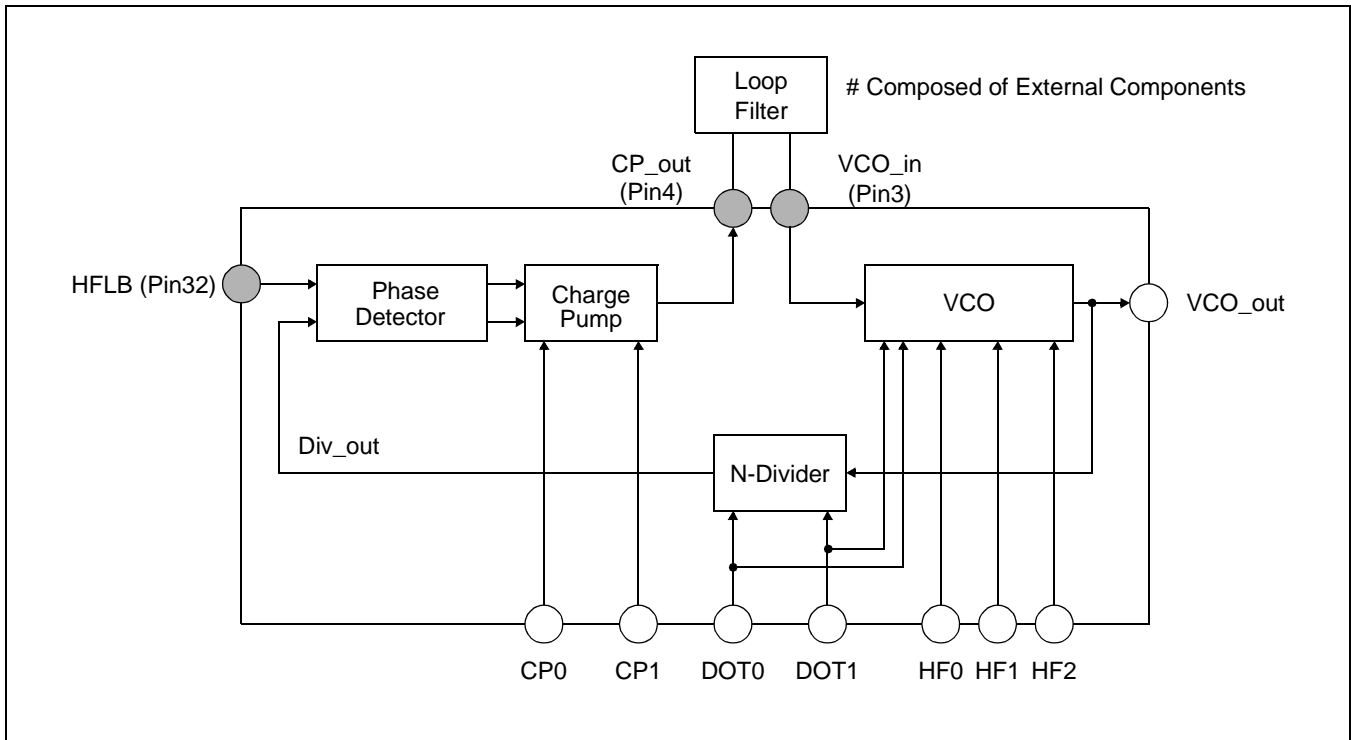 Loop
Filter
# Composed of External Components
CP_out
(Pin4)
VCO_in
(Pin3)
HFLB (Pin32)
Phase
Detector
Charge
Pump
VCO
VCO_out
Div_out
N-Divider
CP0
CP1
DOT0
DOT1
HF0
HF1
HF2